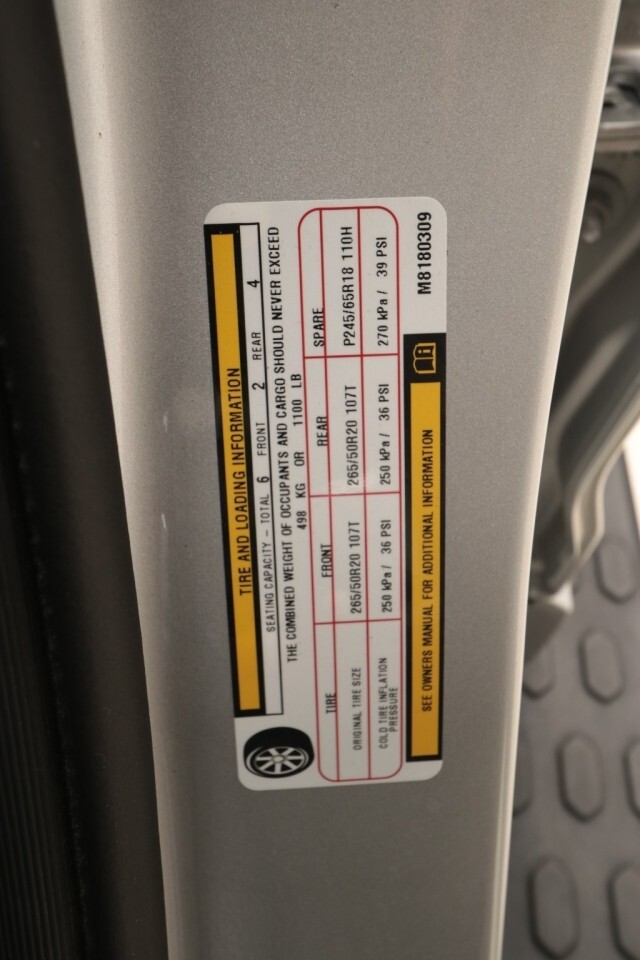 TIRE AND LOADING INFORMATION
SEATING CAPACITY - TOTAL 6 FRONT 2 REAR 4
THE COMBINED WEIGHT OF OCCUPANTS AND CARGO SHOULD NEVER EXCEED
498 KG OR 1100 LB
TIRE FRONT REAR SPARE
ORIGINAL TIRE SIZE 265/50R20 107T 265/50R20 107T P245/65R18 110H
COLD TIRE INFLATION PRESSURE 250 kPa / 36 PSI 250 kPa / 36 PSI 270 kPa / 39 PSI
SEE OWNERS MANUAL FOR ADDITIONAL INFORMATION
M8180309